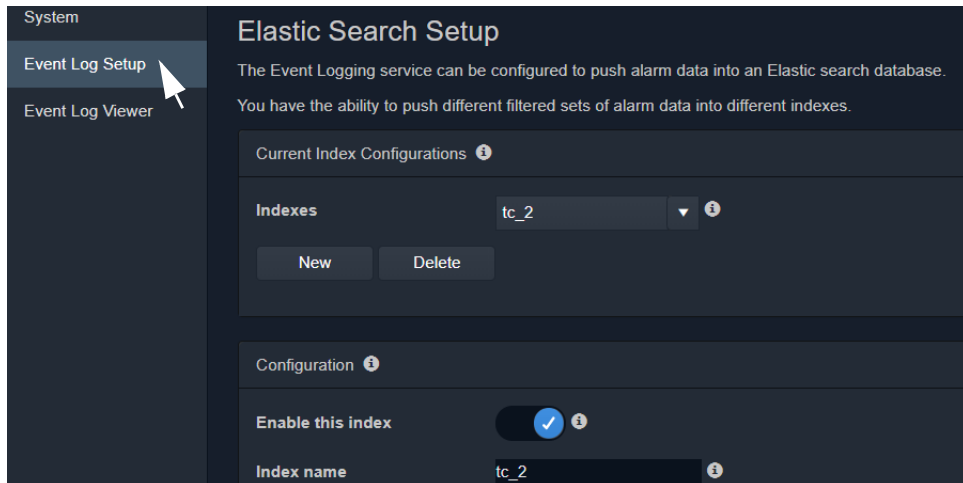 System
Event Log Setup
Event Log Viewer
Elastic Search Setup
The Event Logging service can be configured to push alarm data into an Elastic search database.
You have the ability to push different filtered sets of alarm data into different indexes.
Current Index Configurations
Indexes
tc_2
New
Delete
Configuration
Enable this index
Index name
tc_2